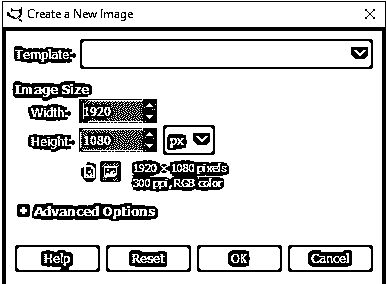 Create a New Image
Template:
Image Size
Width: 1920
Height: 1080 px
1920 × 1080 pixels
300 ppi, RGB color
Advanced Options
Help Reset OK Cancel